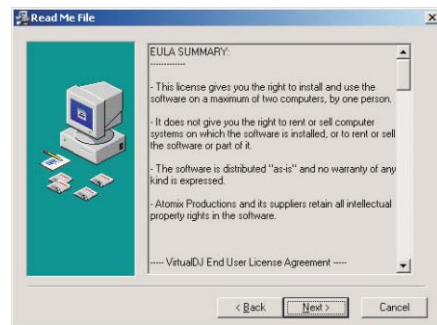 Read Me File
EULA SUMMARY:
-------------
- This license gives you the right to install and use the
software on a maximum of two computers, by one person.
- It does not give you the right to rent or sell computer
systems on which the software is installed, or to rent or sell
the software or part of it.
- The software is distributed "as-is" and no warranty of any
kind is expressed.
- Atomix Productions and its suppliers retain all intellectual
property rights in the software.
----- VirtualDJ End User License Agreement -----
< Back
Next >
Cancel